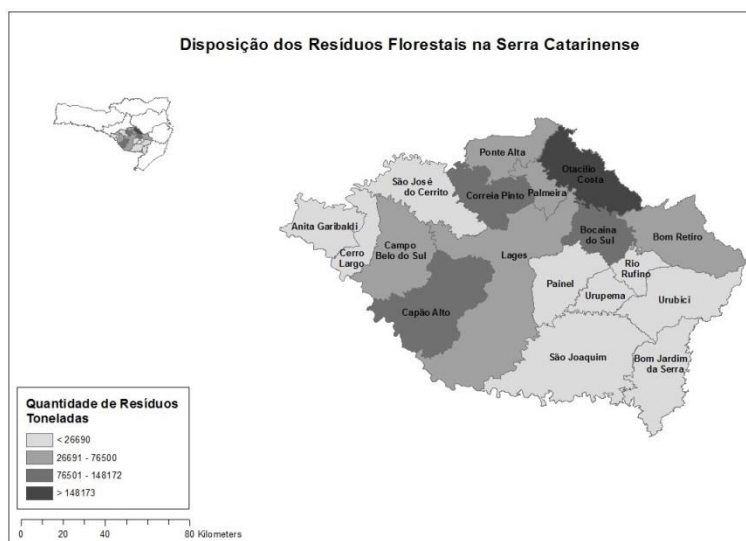 Disposição dos Resíduos Florestais na Serra Catarinense
Ponte Alta
Otacilio
Costa
São José
do Cerrito
Correia Pinto
Palmeira
Anita Garibaldi
Cerro
Largo
Campo
Belo do Sul
Lages
Bocaina
do Sul
Bom Retiro
Rio
Rufino
Painel
Urupema
Urubici
Capão Alto
São Joaquim
Bom Jardim
da Serra
Quantidade de Resíduos
Toneladas
< 26690
26691 - 76500
76501 - 148172
> 148173
0 20 40 60 80 Kilometers